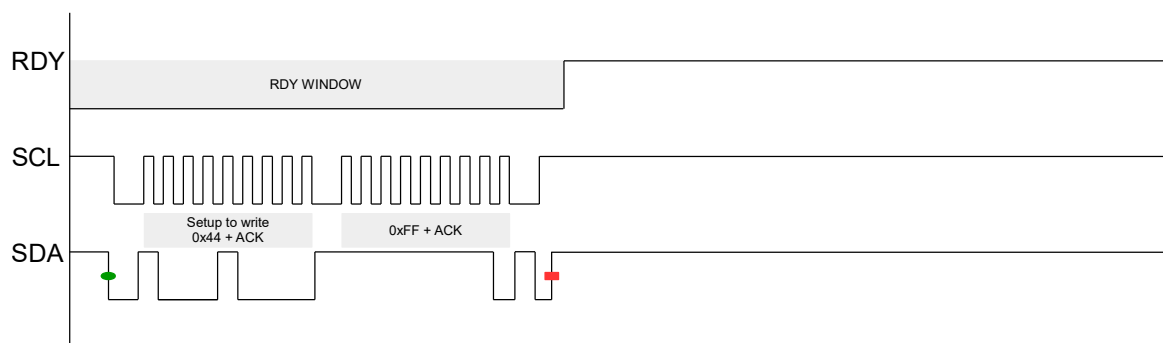 RDY
RDY WINDOW
SCL
Setup to write
0x44 + ACK
0xFF + ACK
SDA